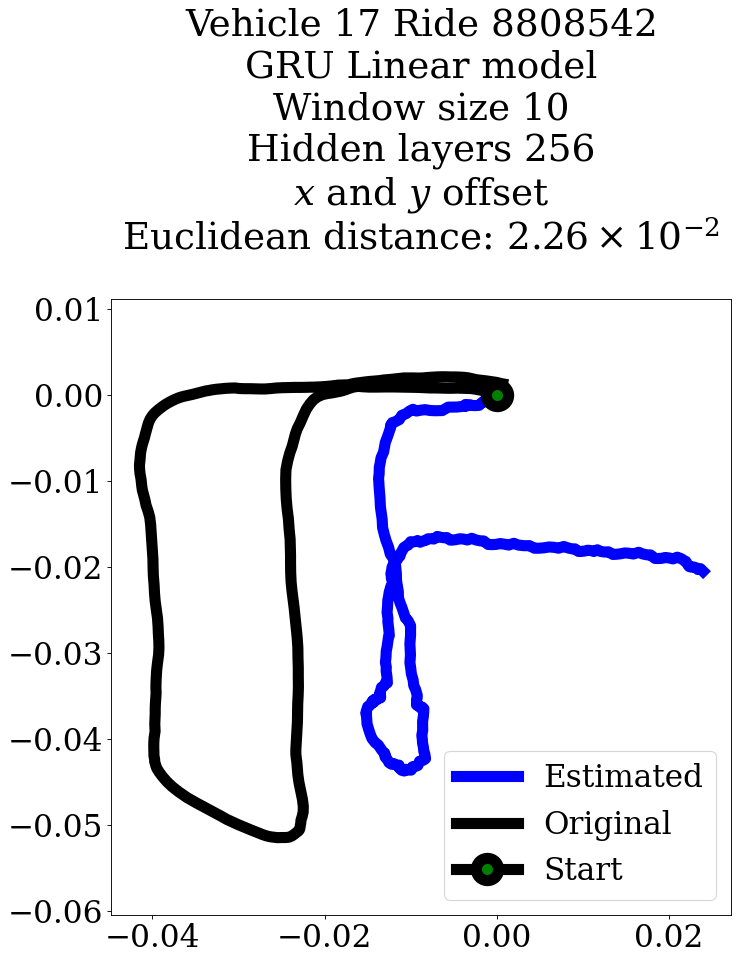 Vehicle 17 Ride 8808542
GRU Linear model
Window size 10
Hidden layers 256
x and y offset
Euclidean distance: 2.26 × 10⁻²
0.01
0.00
−0.01
−0.02
−0.03
−0.04
−0.05
−0.06
−0.04 −0.02 0.00 0.02
Estimated
Original
Start